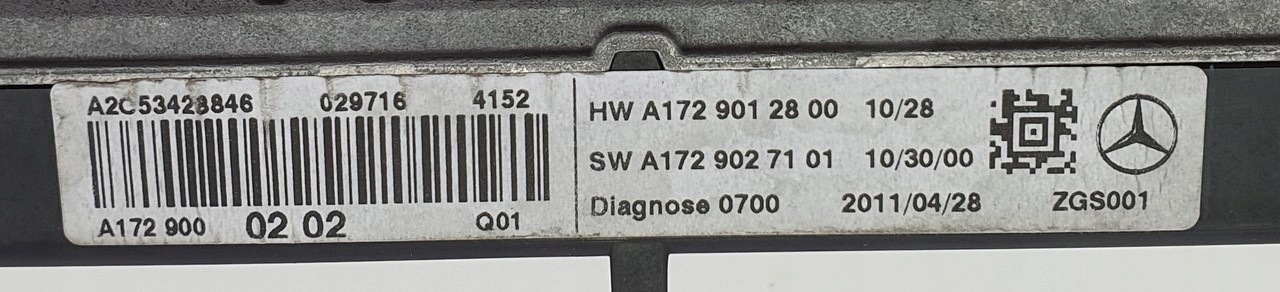 A2C53428846 029716 4152
A172 900 02 02 Q01
HW A172 901 28 00 10/28
SW A172 902 71 01 10/30/00
Diagnose 0700 2011/04/28 ZGS001